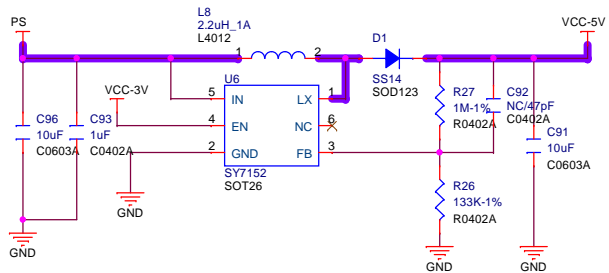 PS
L8
2.2uH_1A
L4012
1
2
D1
SS14
SOD123
VCC-5V
VCC-3V
U6
5
IN
LX
1
4
EN
NC
6
2
GND
FB
3
SY7152
SOT26
C96
10uF
C0603A
C93
1uF
C0402A
R27
1M-1%
R0402A
C92
NC/47pF
C0402A
C91
10uF
C0603A
R26
133K-1%
R0402A
GND
GND
GND
GND